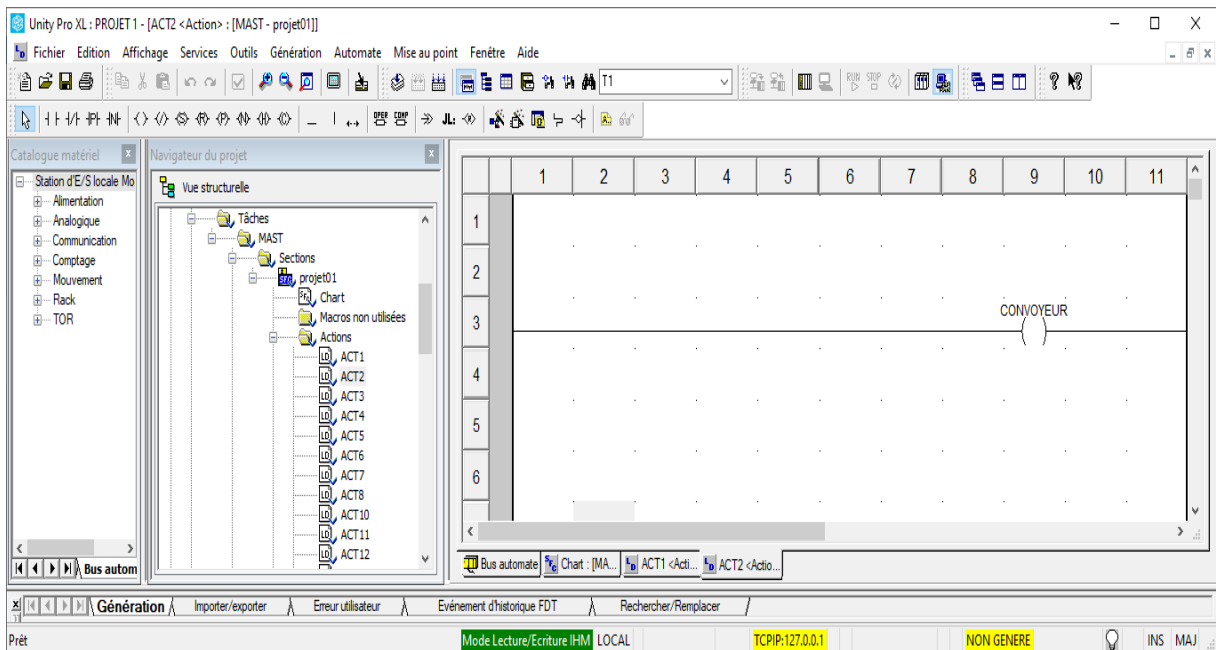 Unity Pro XL : PROJET 1 - [ACT2 <Action> : [MAST - projet01]]
Fichier Edition Affichage Services Outils Génération Automate Mise au point Fenêtre Aide
T1
RUN STOP
OPER COMP
JL:
Catalogue matériel
Station d'E/S locale Mo
Alimentation
Analogique
Communication
Comptage
Mouvement
Rack
TOR
Bus autom
Navigateur du projet
Vue structurelle
Tâches
MAST
Sections
projet01
Chart
Macros non utilisées
Actions
ACT1
ACT2
ACT3
ACT4
ACT5
ACT6
ACT7
ACT8
ACT10
ACT11
ACT12
1 2 3 4 5 6 7 8 9 10 11
1
2
3
4
5
6
CONVOYEUR
Bus automate Chart : [MA... ACT1 <Acti... ACT2 <Actio...
Génération Importer/exporter Erreur utilisateur Evénement d'historique FDT Rechercher/Remplacer
Prêt Mode Lecture/Ecriture IHM LOCAL TCPIP:127.0.0.1 NON GENERE INS MAJ